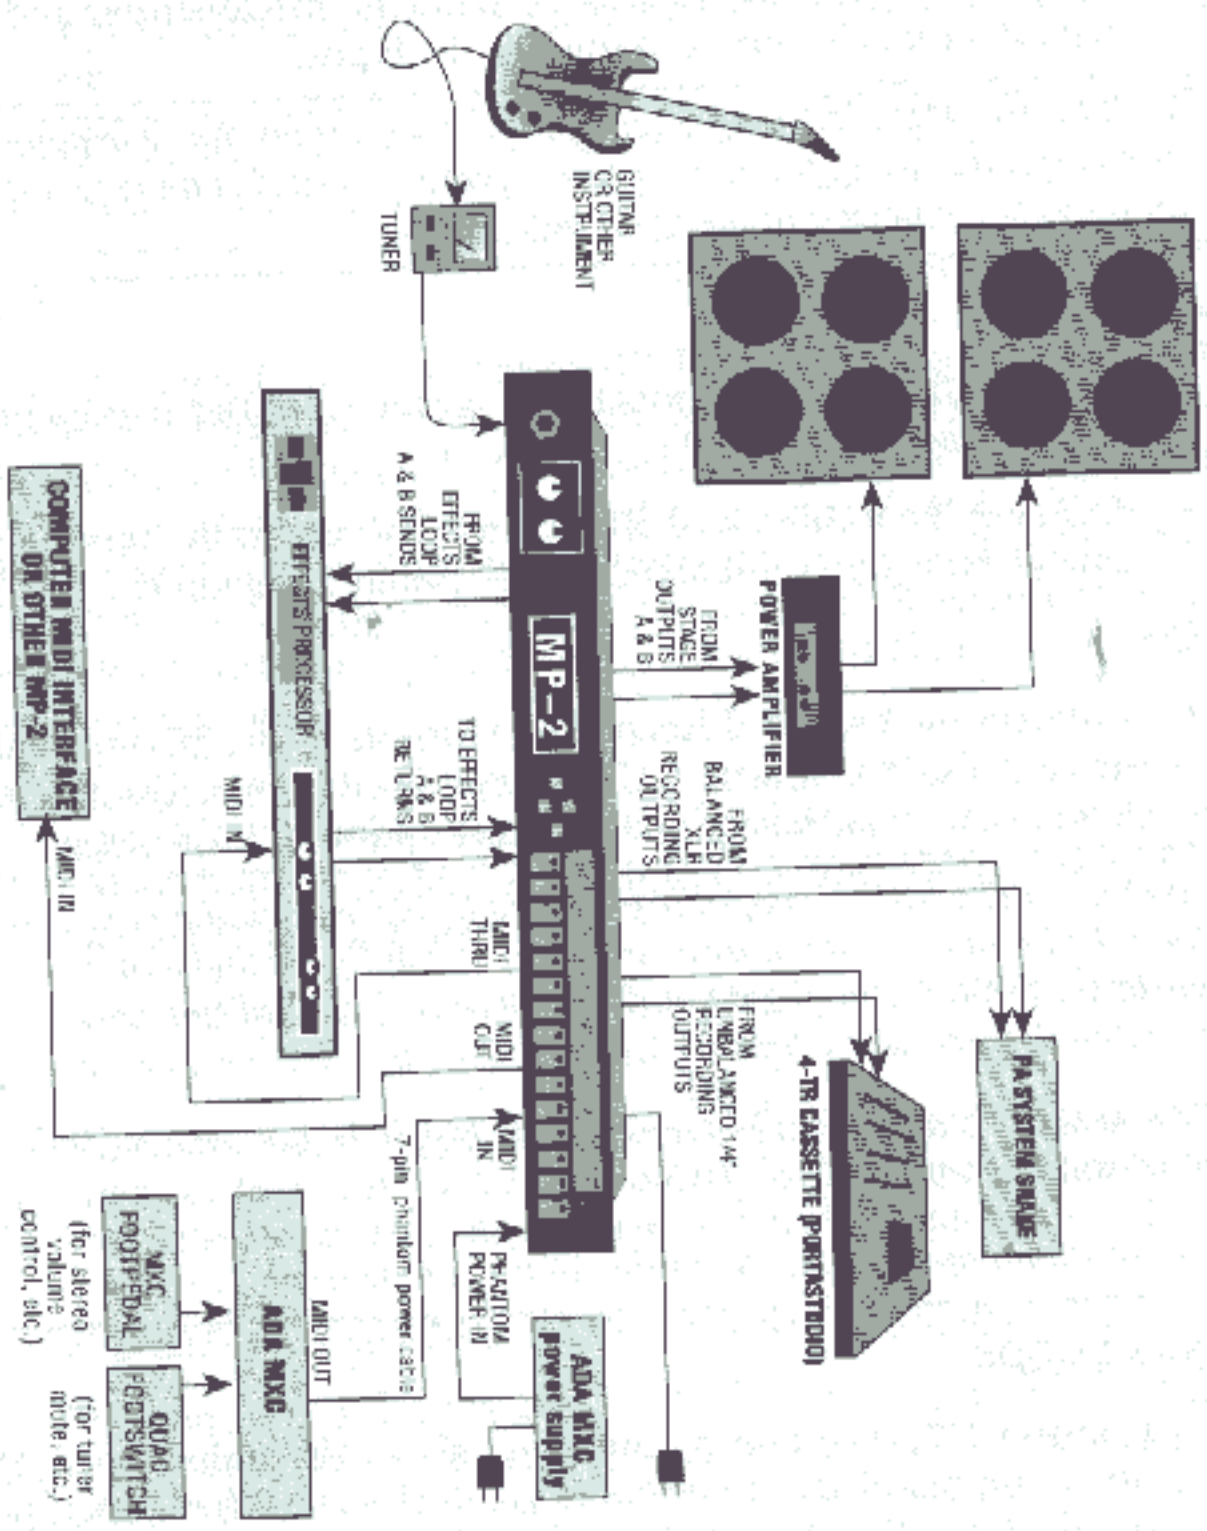 GUITAR
OR OTHER
INSTRUMENT
TUNER
POWER AMPLIFIER
FROM
STAGE
OUTPUTS
A & B
FROM
BALANCED
XLR
RECORDING
OUTPUTS
FROM
UNBALANCED 1/4"
RECORDING
OUTPUTS
PA SYSTEM SNAKE
4-TR CASSETTE (PORTASTUDIO)
MP-2
FROM
EFFECTS
LOOP
A & B SENDS
TO EFFECTS
LOOP
A & B
RETURNS
MIDI
THRU
MIDI
OUT
MIDI
IN
PHANTOM
POWER IN
ADA MXC
power supply
EFFECTS PROCESSOR
MIDI IN
7-pin phantom power cable
MIDI OUT
ADA MXC
COMPUTER MIDI INTERFACE
OR OTHER MP-2
MIDI IN
MXC
FOOTPEDAL
(for stereo
volume
control, etc.)
QUAD
FOOTSWITCH
(for tuner
mute, etc.)